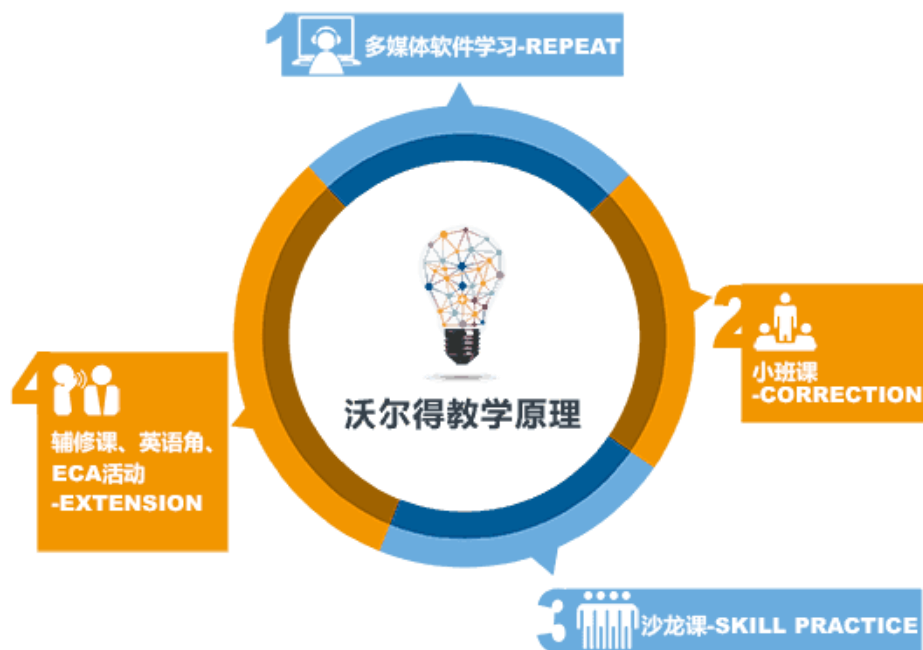 1
多媒体软件学习-REPEAT
2
小班课
-CORRECTION
沃尔得教学原理
4
辅修课、英语角、
ECA活动
-EXTENSION
3
沙龙课-SKILL PRACTICE